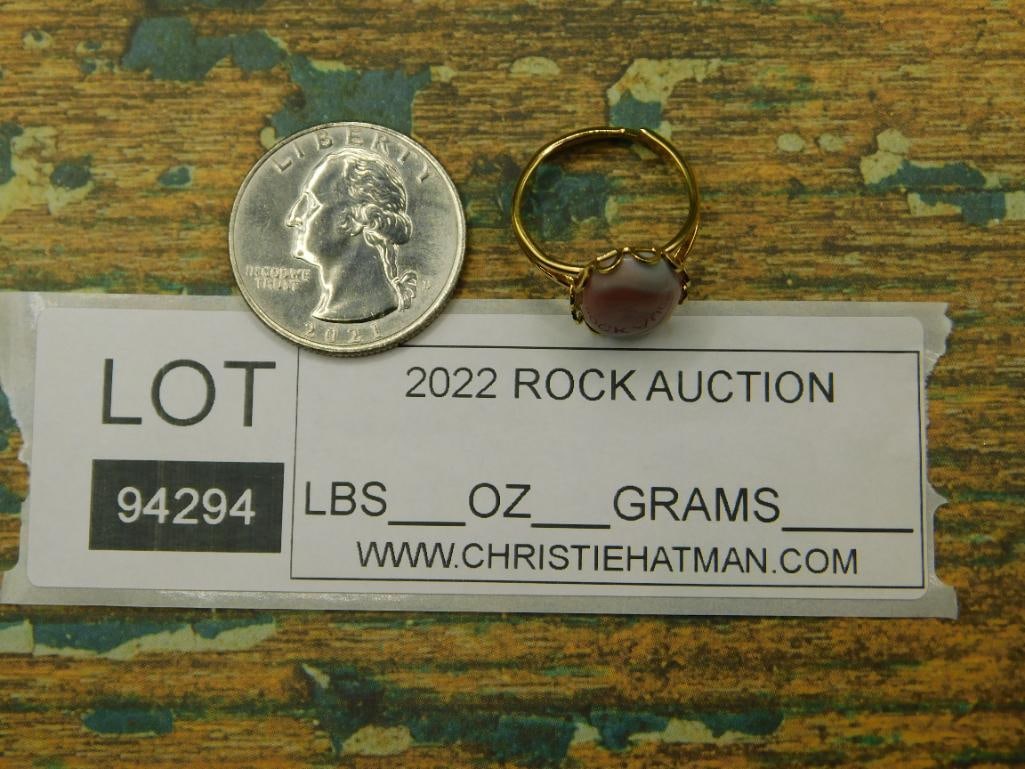 LIBERTY
IN GOD WE
TRUST
2021
LOT
94294
2022 ROCK AUCTION
LBS___OZ___GRAMS_____
WWW.CHRISTIEHATMAN.COM